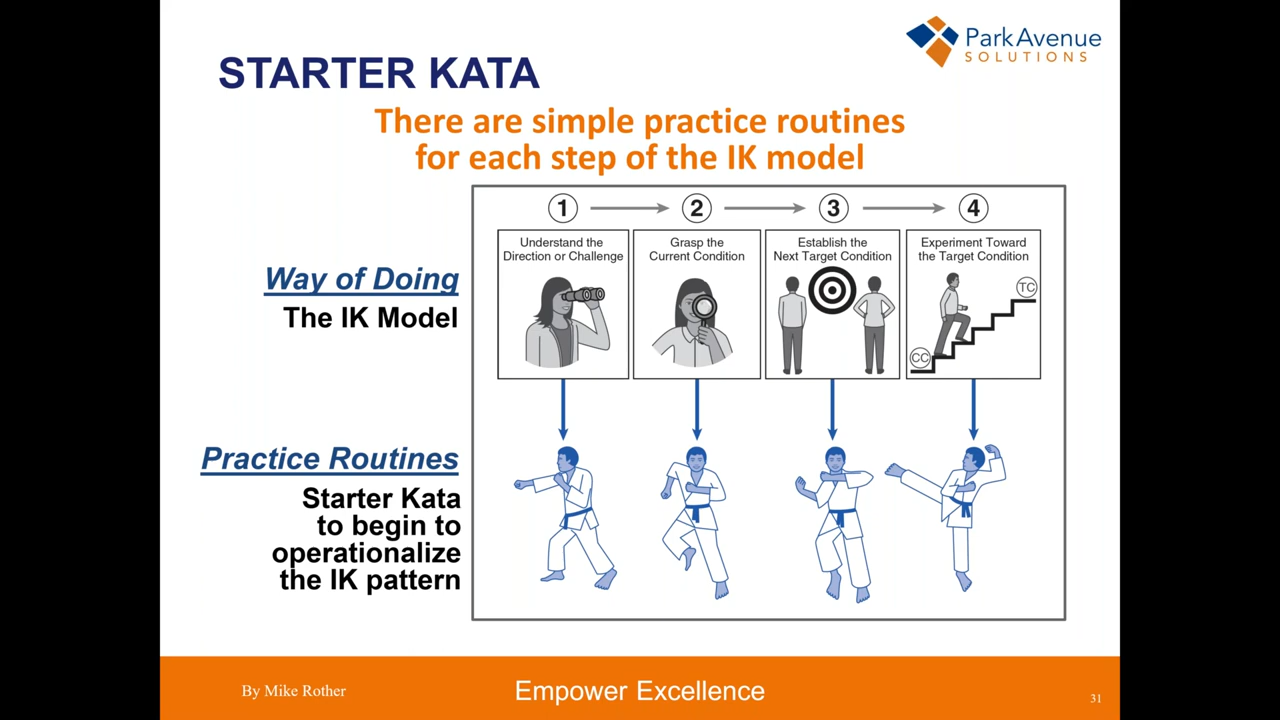 ParkAvenue
SOLUTIONS
STARTER KATA
There are simple practice routines
for each step of the IK model
1
2
3
4
Understand the
Direction or Challenge
Grasp the
Current Condition
Establish the
Next Target Condition
Experiment Toward
the Target Condition
TC
CC
Way of Doing
The IK Model
Practice Routines
Starter Kata
to begin to
operationalize
the IK pattern
By Mike Rother
Empower Excellence
31